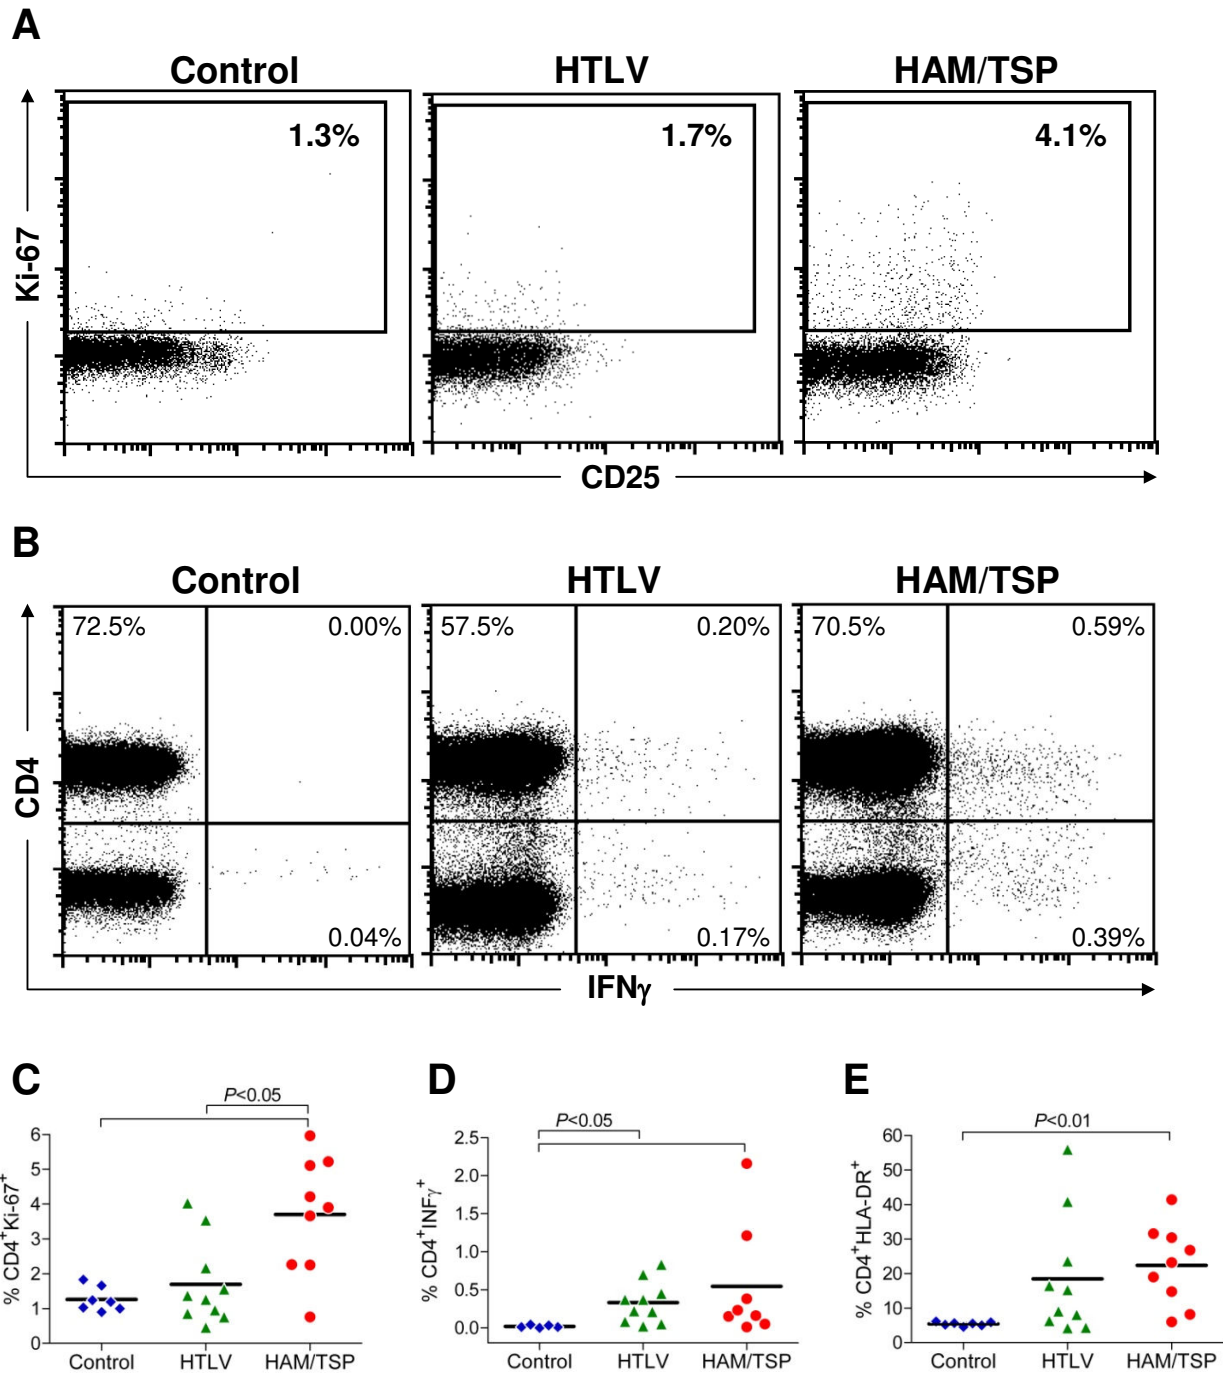 A
Control
HTLV
HAM/TSP
1.3%
1.7%
4.1%
Ki-67
CD25
B
Control
HTLV
HAM/TSP
72.5%
0.00%
57.5%
0.20%
70.5%
0.59%
CD4
0.04%
0.17%
0.39%
IFNγ
C
D
E
P<0.05
P<0.05
P<0.01
% CD4+Ki-67+
6
5
4
3
2
1
0
Control
HTLV
HAM/TSP
% CD4+INFγ+
2.5
2.0
1.5
1.0
0.5
0.0
Control
HTLV
HAM/TSP
% CD4+HLA-DR+
60
50
40
30
20
10
0
Control
HTLV
HAM/TSP